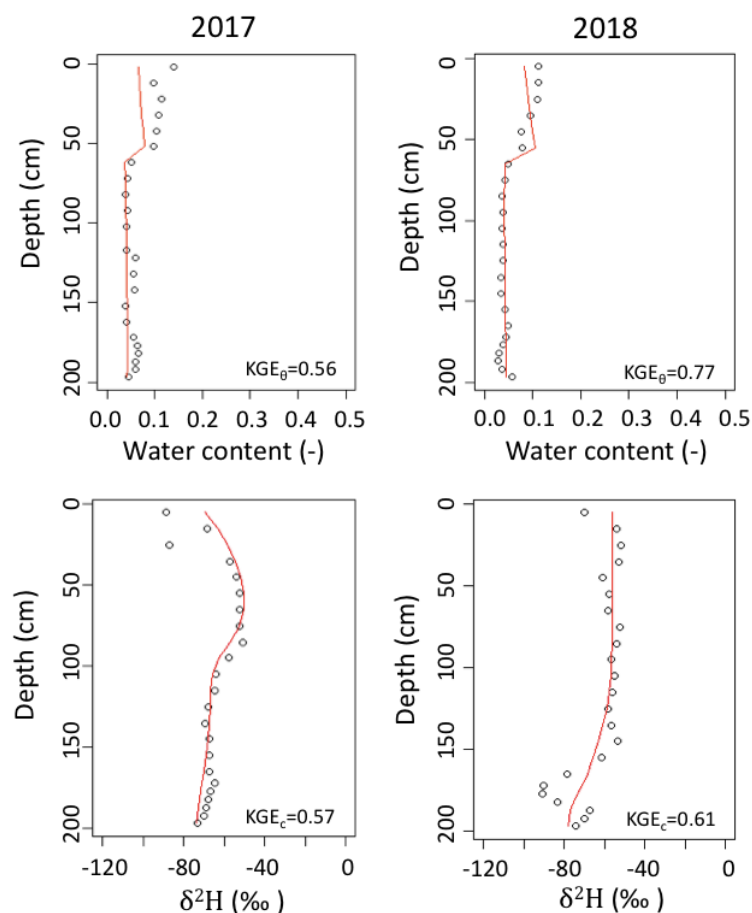 2017
2018
0
50
100
150
200
Depth (cm)
KGEθ=0.56
0.0 0.1 0.2 0.3 0.4 0.5
Water content (-)
0
50
100
150
200
Depth (cm)
KGEθ=0.77
0.0 0.1 0.2 0.3 0.4 0.5
Water content (-)
0
50
100
150
200
Depth (cm)
KGEc=0.57
-120 -80 -40 0
δ²H (‰ )
0
50
100
150
200
Depth (cm)
KGEc=0.61
-120 -80 -40 0
δ²H (‰ )